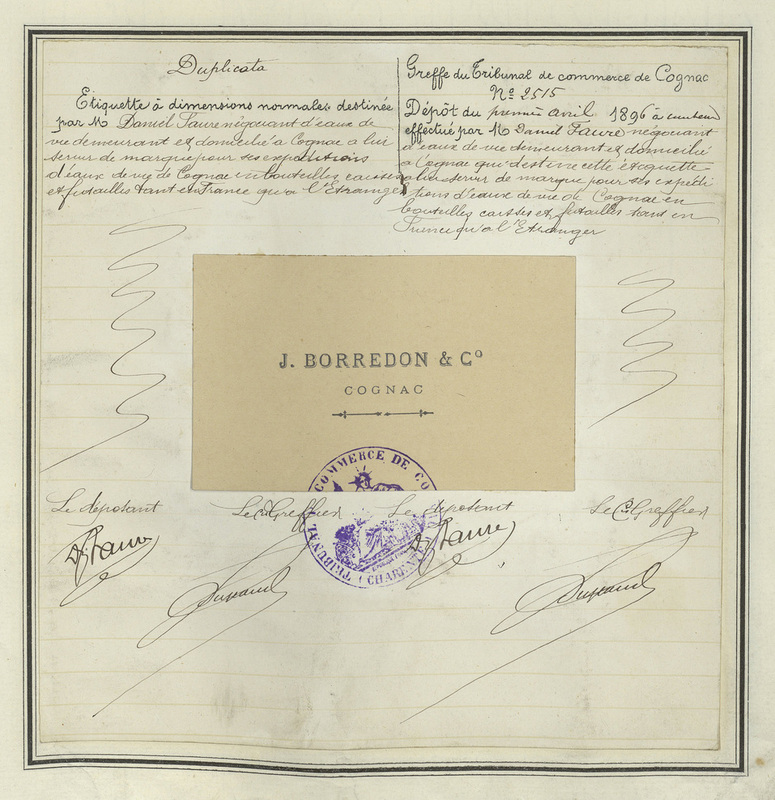 Duplicata
Etiquette à dimensions normales destinée
par M. Daniel Faure négociant d'eaux de
vie demeurant et domicilié à Cognac à lui
servir de marque pour ses expéditions
d'eaux de vie de Cognac en bouteilles, caisses
et futailles tant en France qu'à l'Etranger
Greffe du Tribunal de commerce de Cognac
No 2515
Dépôt du premier avril 1896 à
effectué par M. Daniel Faure négociant
d'eaux de vie demeurant et domicilié
à Cognac qui destine cette étiquette
à lui servir de marque pour ses expédi
tions d'eaux de vie de Cognac en
bouteilles caisses et futailles tant en
France qu'à l'Etranger
J. BORREDON & Co
COGNAC
COMMERCE DE CO
TRIBUNAL
(CHARENTE
Le déposant
Le Cs Greffier
Le déposant
Le Cs Greffier
D. Faure
D. Faure